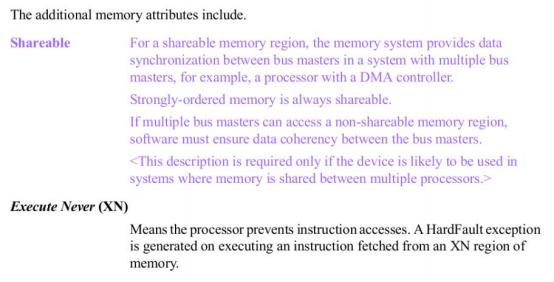 The additional memory attributes include.
Shareable For a shareable memory region, the memory system provides data
synchronization between bus masters in a system with multiple bus
masters, for example, a processor with a DMA controller.
Strongly-ordered memory is always shareable.
If multiple bus masters can access a non-shareable memory region,
software must ensure data coherency between the bus masters.
<This description is required only if the device is likely to be used in
systems where memory is shared between multiple processors.>
Execute Never (XN)
Means the processor prevents instruction accesses. A HardFault exception
is generated on executing an instruction fetched from an XN region of
memory.